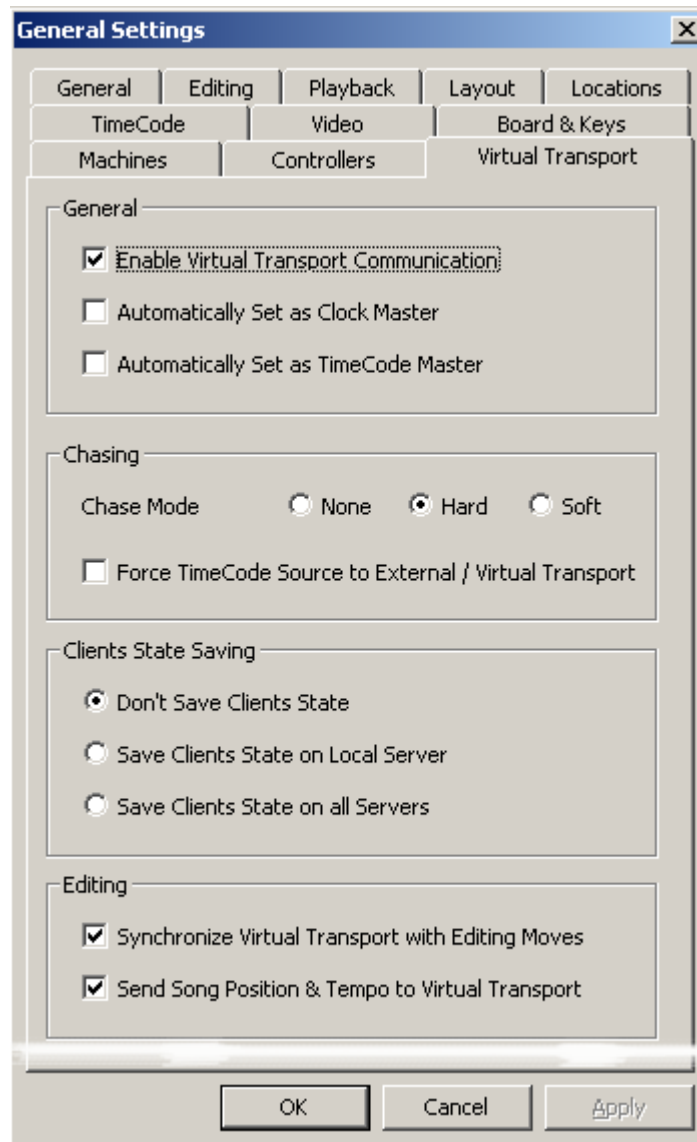 General Settings
General Editing Playback Layout Locations
TimeCode Video Board & Keys
Machines Controllers Virtual Transport
General
Enable Virtual Transport Communication
Automatically Set as Clock Master
Automatically Set as TimeCode Master
Chasing
Chase Mode None Hard Soft
Force TimeCode Source to External / Virtual Transport
Clients State Saving
Don't Save Clients State
Save Clients State on Local Server
Save Clients State on all Servers
Editing
Synchronize Virtual Transport with Editing Moves
Send Song Position & Tempo to Virtual Transport
OK Cancel Apply